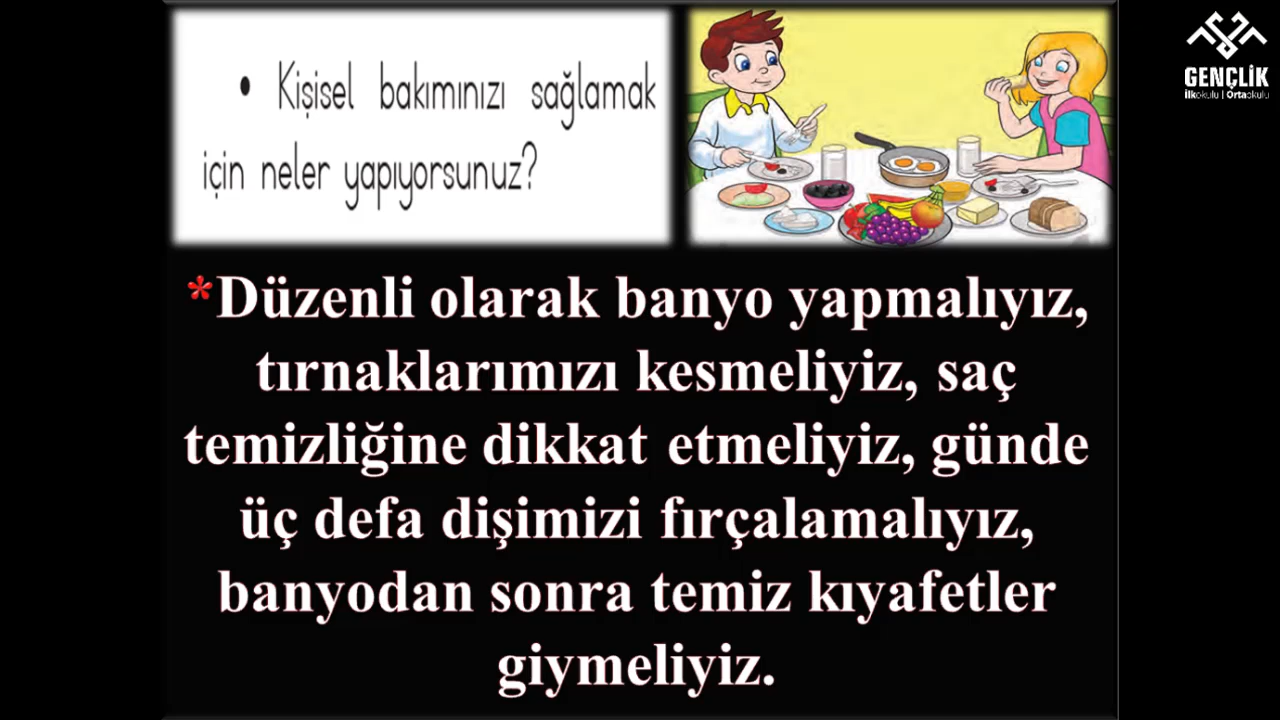 • Kişisel bakımınızı sağlamak
için neler yapıyorsunuz?
GENÇLİK
İlkokulu | Ortaokulu
*Düzenli olarak banyo yapmalıyız,
tırnaklarımızı kesmeliyiz, saç
temizliğine dikkat etmeliyiz, günde
üç defa dişimizi fırçalamalıyız,
banyodan sonra temiz kıyafetler
giymeliyiz.